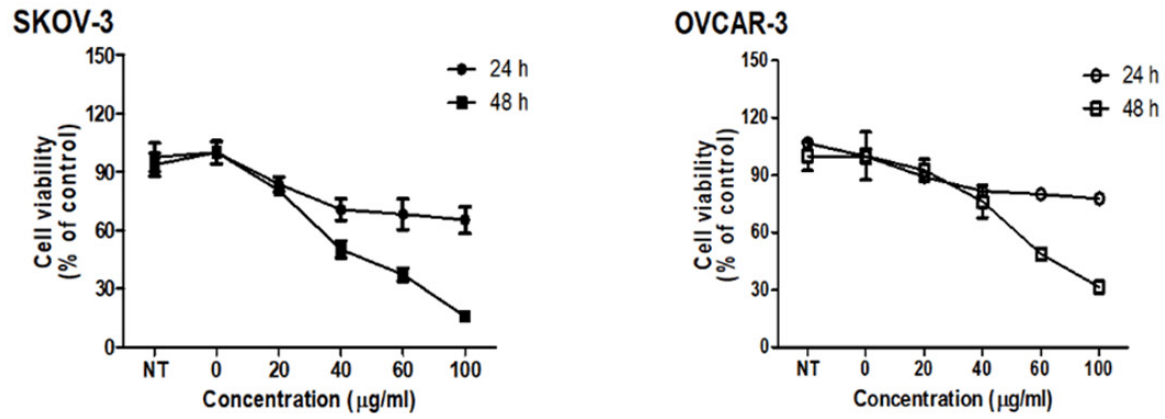 SKOV-3
150
120
90
60
30
0
Cell viability
(% of control)
24 h
48 h
NT 0 20 40 60 100
Concentration (μg/ml)
OVCAR-3
150
120
90
60
30
0
Cell viability
(% of control)
24 h
48 h
NT 0 20 40 60 100
Concentration (μg/ml)